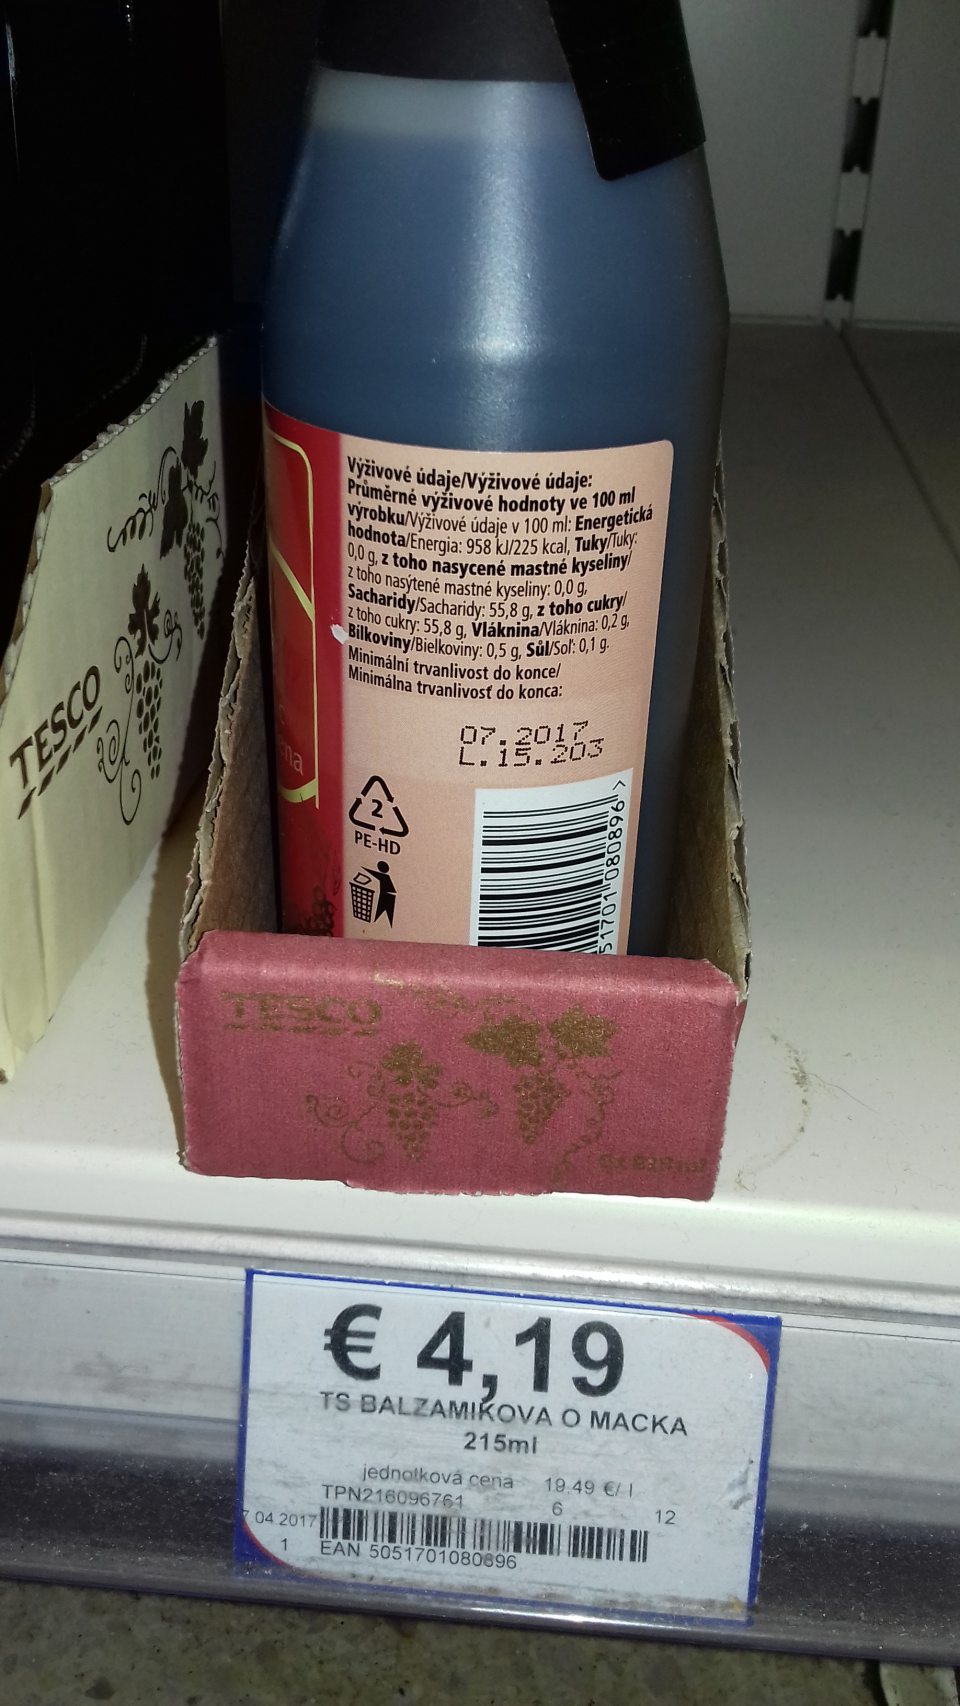 Výživové údaje/Výživové údaje:
Průměrné výživové hodnoty ve 100 ml
výrobku/Výživové údaje v 100 ml: Energetická
hodnota/Energia: 958 kJ/225 kcal, Tuky/Tuky:
0,0 g, z toho nasycené mastné kyseliny/
z toho nasýtené mastné kyseliny: 0,0 g,
Sacharidy/Sacharidy: 55,8 g, z toho cukry/
z toho cukry: 55,8 g, Vláknina/Vláknina: 0,2 g,
Bílkoviny/Bielkoviny: 0,5 g, Sůl/Soľ: 0,1 g.
Minimální trvanlivost do konce/
Minimálna trvanlivosť do konca:
07.2017
L.15.203
2
PE-HD
51701 080896 >
TESCO
TESCO
€ 4,19
TS BALZAMIKOVA O MACKA
215ml
jednotková cena 19.49 €/ l
TPN216096761 6 12
7.04.2017
1 EAN 5051701080896